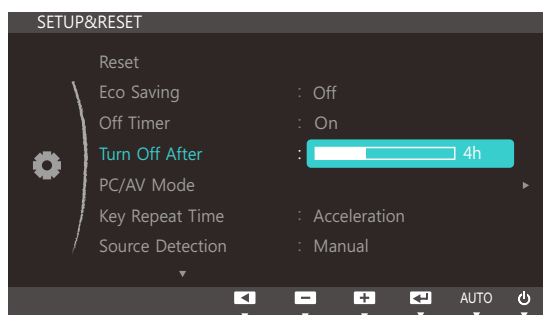 SETUP&RESET
Reset
Eco Saving : Off
Off Timer : On
Turn Off After : 4h
PC/AV Mode
Key Repeat Time : Acceleration
Source Detection : Manual
AUTO